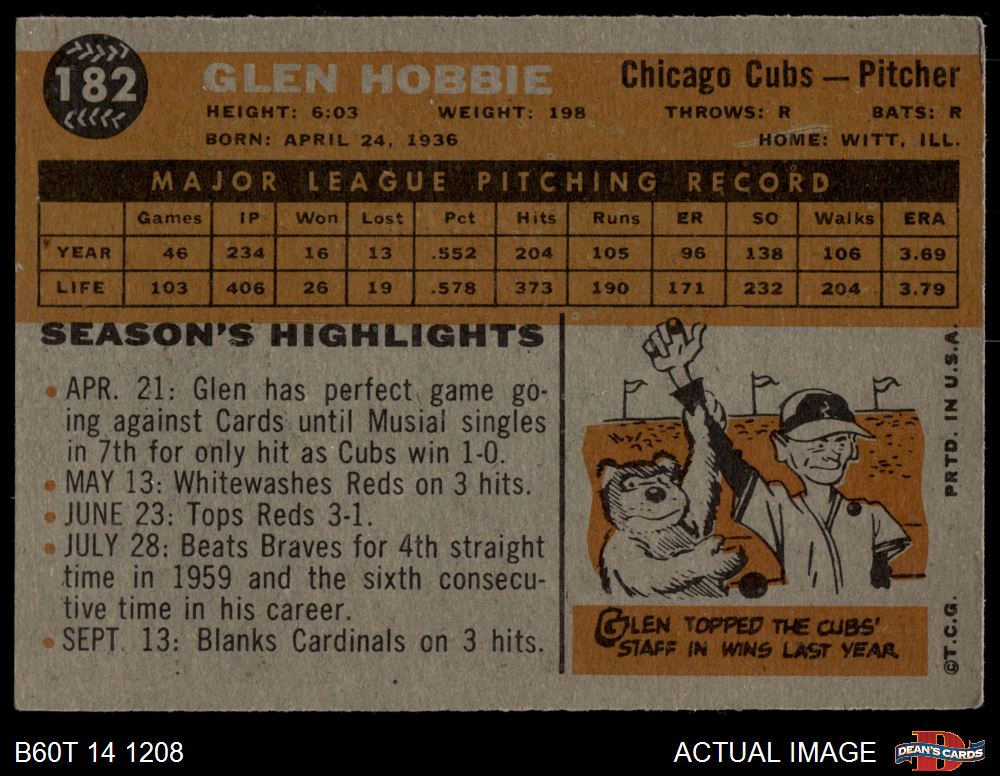 182
GLEN HOBBIE
Chicago Cubs — Pitcher
HEIGHT: 6:03 WEIGHT: 198 THROWS: R BATS: R
BORN: APRIL 24, 1936 HOME: WITT, ILL.
MAJOR LEAGUE PITCHING RECORD
Games IP Won Lost Pct Hits Runs ER SO Walks ERA
YEAR 46 234 16 13 .552 204 105 96 138 106 3.69
LIFE 103 406 26 19 .578 373 190 171 232 204 3.79
SEASON'S HIGHLIGHTS
• APR. 21: Glen has perfect game go-
ing against Cards until Musial singles
in 7th for only hit as Cubs win 1-0.
• MAY 13: Whitewashes Reds on 3 hits.
• JUNE 23: Tops Reds 3-1.
• JULY 28: Beats Braves for 4th straight
time in 1959 and the sixth consecu-
tive time in his career.
• SEPT. 13: Blanks Cardinals on 3 hits.
GLEN TOPPED THE CUBS'
STAFF IN WINS LAST YEAR
©T.C.G. PRTD. IN U.S.A.
B60T 14 1208
ACTUAL IMAGE
DEAN'S CARDS